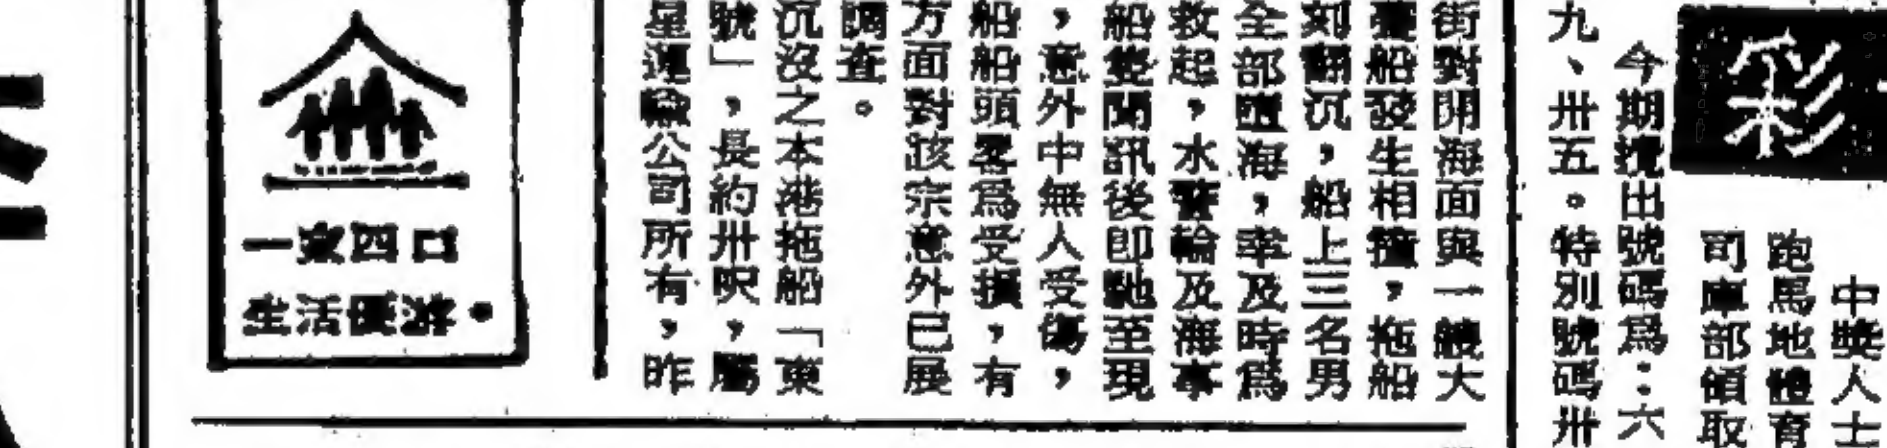 彩
中獎人士
跑馬地體育
司庫部領取
今期攪出號碼為：六
九、卅五。特別號碼卅
街對開海面與一艘大
躉船發生相撞，拖船
刻翻沉，船上三名男
全部墮海，幸及時為
救起，水警輪及海事
船隻聞訊後即馳至現
，意外中無人受傷，
船船頭畧為受損，有
方面對該宗意外已展
調查。
沉沒之本港拖船「東
號」，長約卅呎，屬
星運輸公司所有，昨
一家四口
生活優游。